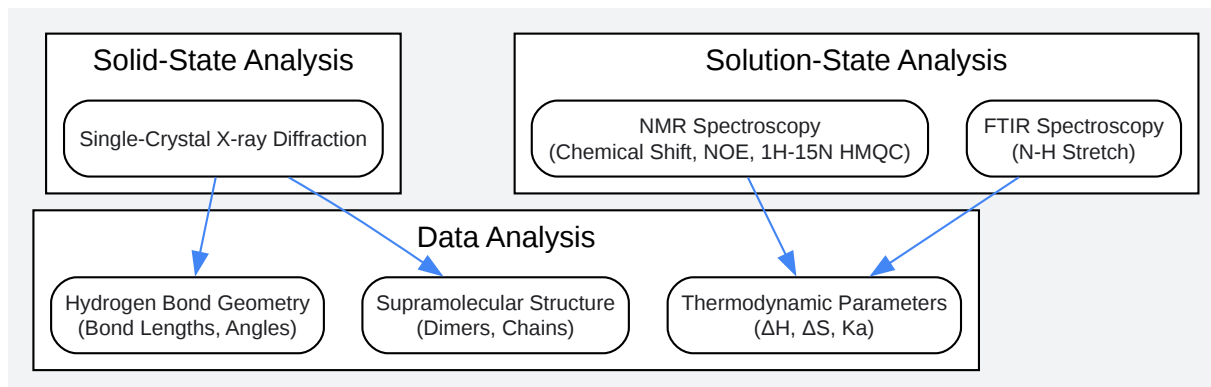 Solid-State Analysis
Single-Crystal X-ray Diffraction
Solution-State Analysis
NMR Spectroscopy
(Chemical Shift, NOE, 1H-15N HMQC)
FTIR Spectroscopy
(N-H Stretch)
Data Analysis
Hydrogen Bond Geometry
(Bond Lengths, Angles)
Supramolecular Structure
(Dimers, Chains)
Thermodynamic Parameters
(ΔH, ΔS, Ka)